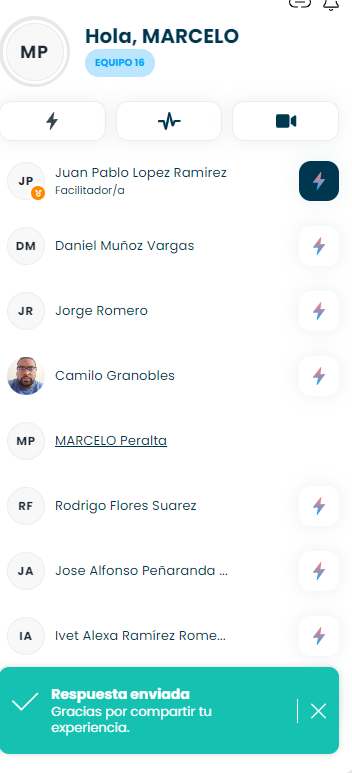 MP
Hola, MARCELO
EQUIPO 16
JP
Juan Pablo Lopez Ramirez
Facilitador/a
DM
Daniel Muñoz Vargas
JR
Jorge Romero
Camilo Granobles
MP
MARCELO Peralta
RF
Rodrigo Flores Suarez
JA
Jose Alfonso Peñaranda ...
IA
Ivet Alexa Ramírez Rome...
Respuesta enviada
Gracias por compartir tu
experiencia.